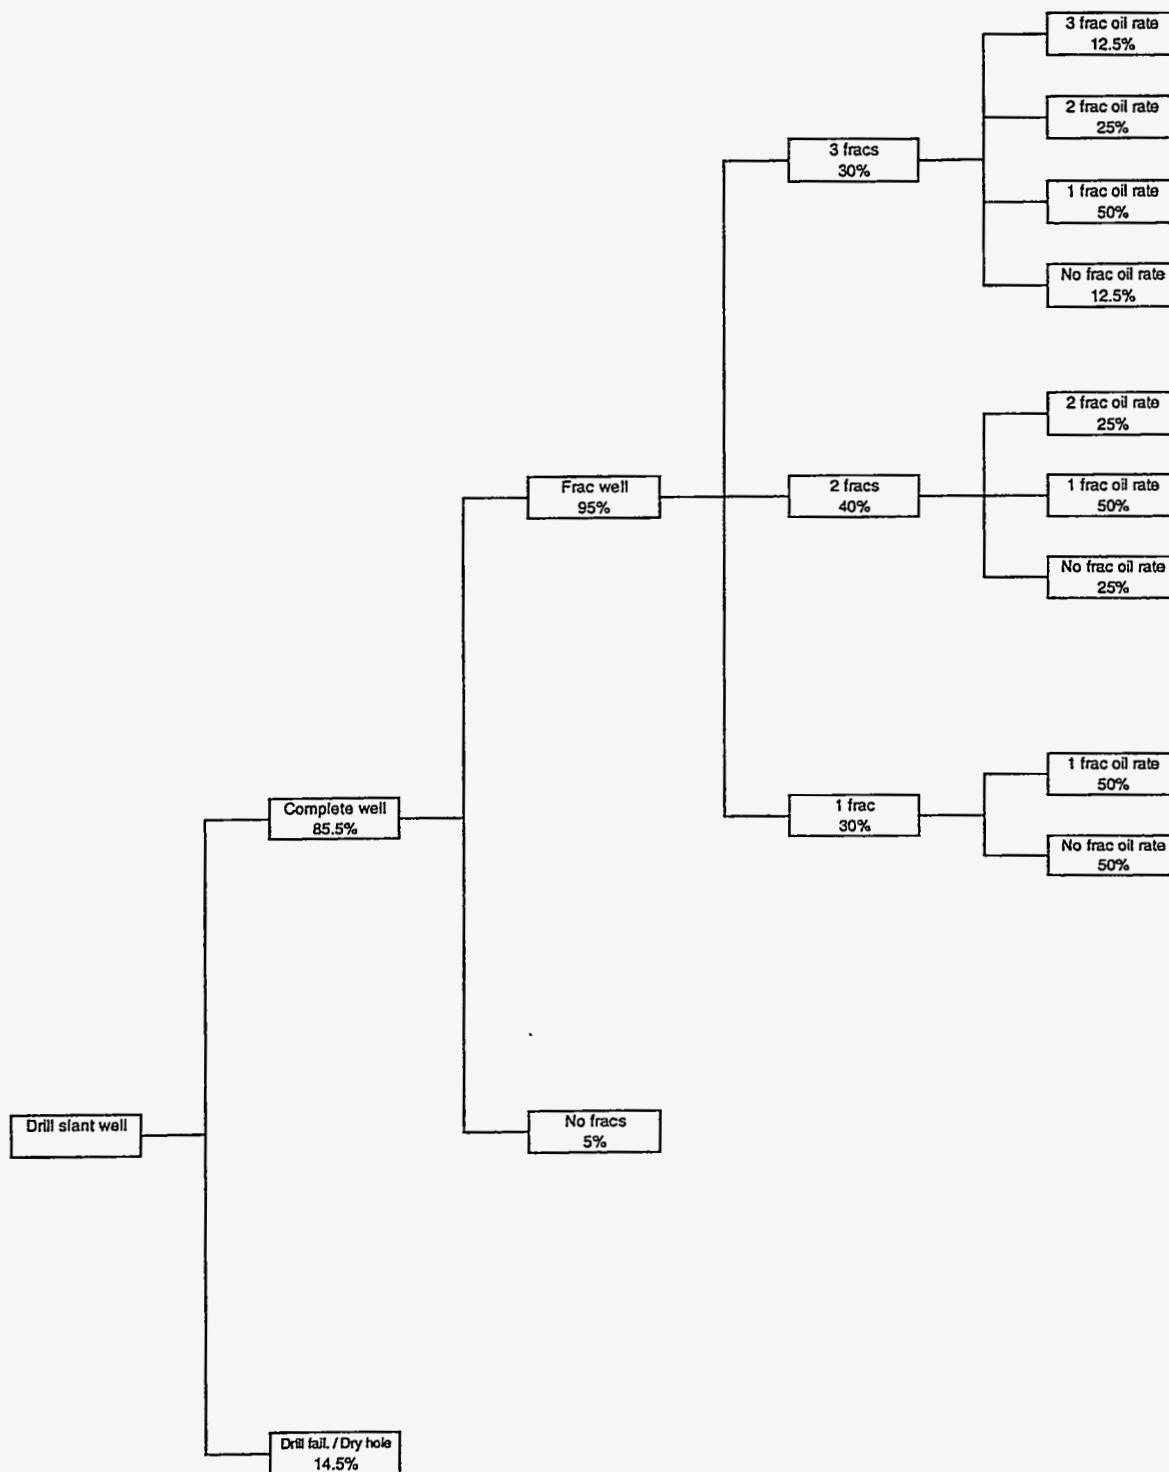 3 frac oil rate
12.5%
2 frac oil rate
25%
3 fracs
30%
1 frac oil rate
50%
No frac oil rate
12.5%
2 frac oil rate
25%
Frac well
95%
2 fracs
40%
1 frac oil rate
50%
No frac oil rate
25%
Complete well
85.5%
1 frac
30%
1 frac oil rate
50%
No frac oil rate
50%
Drill slant well
No fracs
5%
Drill fail. / Dry hole
14.5%